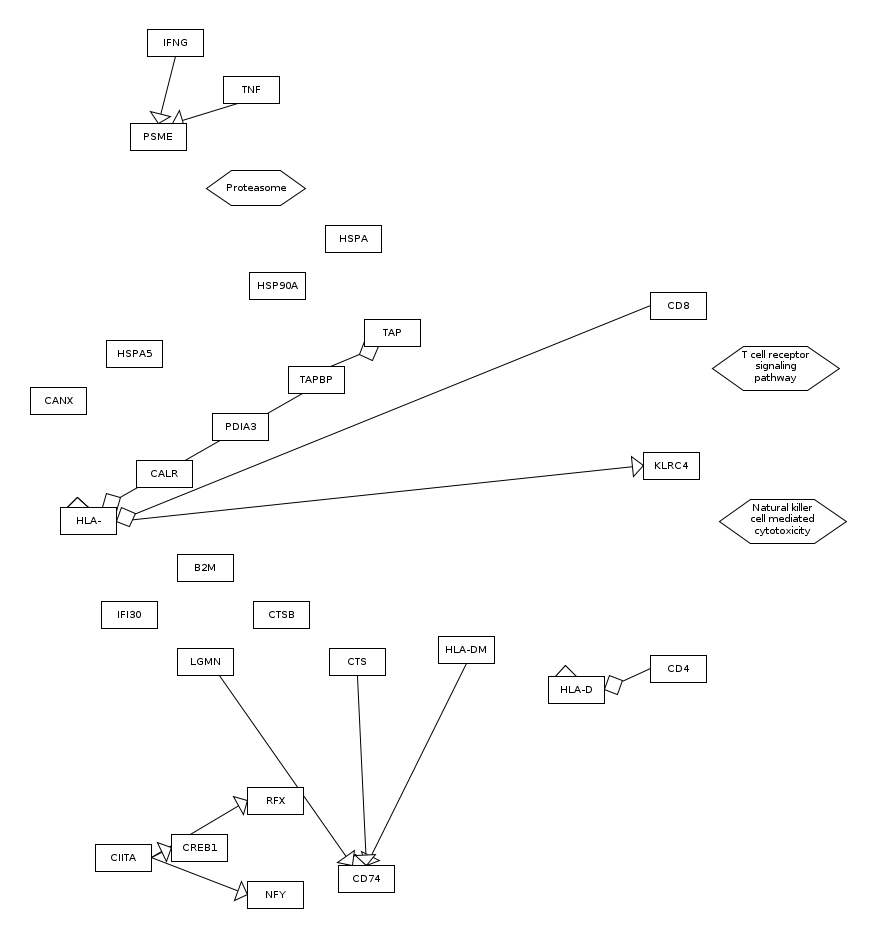 IFNG
TNF
PSME
Proteasome
HSPA
HSP90A
CD8
TAP
HSPA5
T cell receptor
signaling
pathway
TAPBP
CANX
PDIA3
KLRC4
CALR
HLA-
Natural killer
cell mediated
cytotoxicity
B2M
IFI30
CTSB
HLA-DM
LGMN
CTS
CD4
HLA-D
RFX
CREB1
CIITA
CD74
NFY